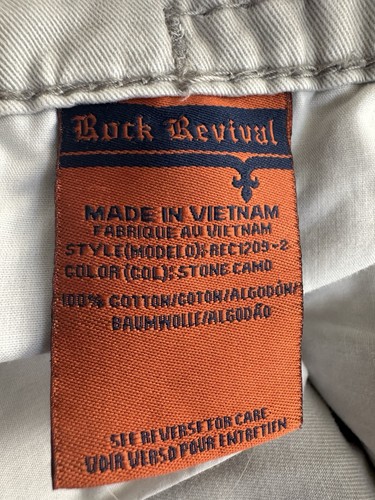 Rock Revival
MADE IN VIETNAM
FABRIQUE AU VIETNAM
STYLE(MODELO):REC1209-2
COLOR(COL):STONE CAMO
100% COTTON/COTON/ALGODÓN/
BAUMWOLLE/ALGODÃO
SEE REVERSE FOR CARE
VOIR VERSO POUR ENTRETIEN